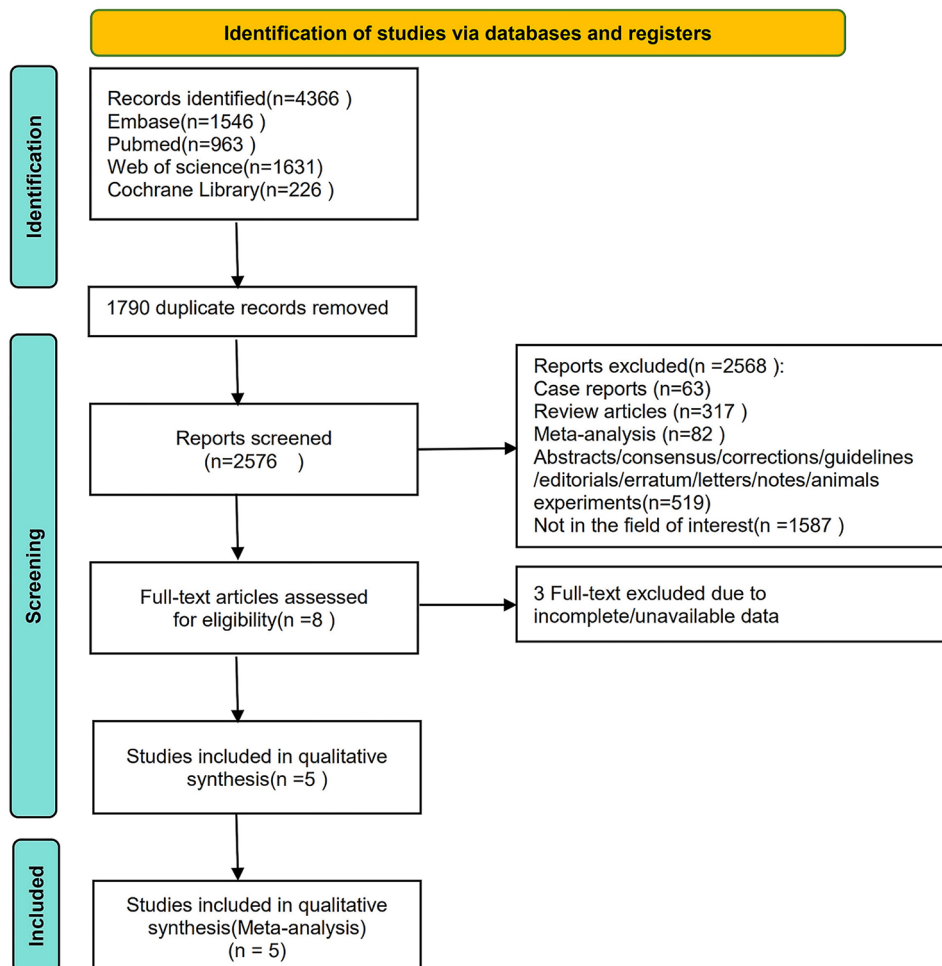 Identification of studies via databases and registers
Identification
Records identified(n=4366 )
Embase(n=1546 )
Pubmed(n=963 )
Web of science(n=1631)
Cochrane Library(n=226 )
1790 duplicate records removed
Screening
Reports screened
(n=2576 )
Reports excluded(n =2568 ):
Case reports (n=63)
Review articles (n=317 )
Meta-analysis (n=82 )
Abstracts/consensus/corrections/guidelines
/editorials/erratum/letters/notes/animals
experiments(n=519)
Not in the field of interest(n =1587 )
Full-text articles assessed
for eligibility(n =8 )
3 Full-text excluded due to
incomplete/unavailable data
Studies included in qualitative
synthesis(n =5 )
Included
Studies included in qualitative
synthesis(Meta-analysis)
(n = 5)